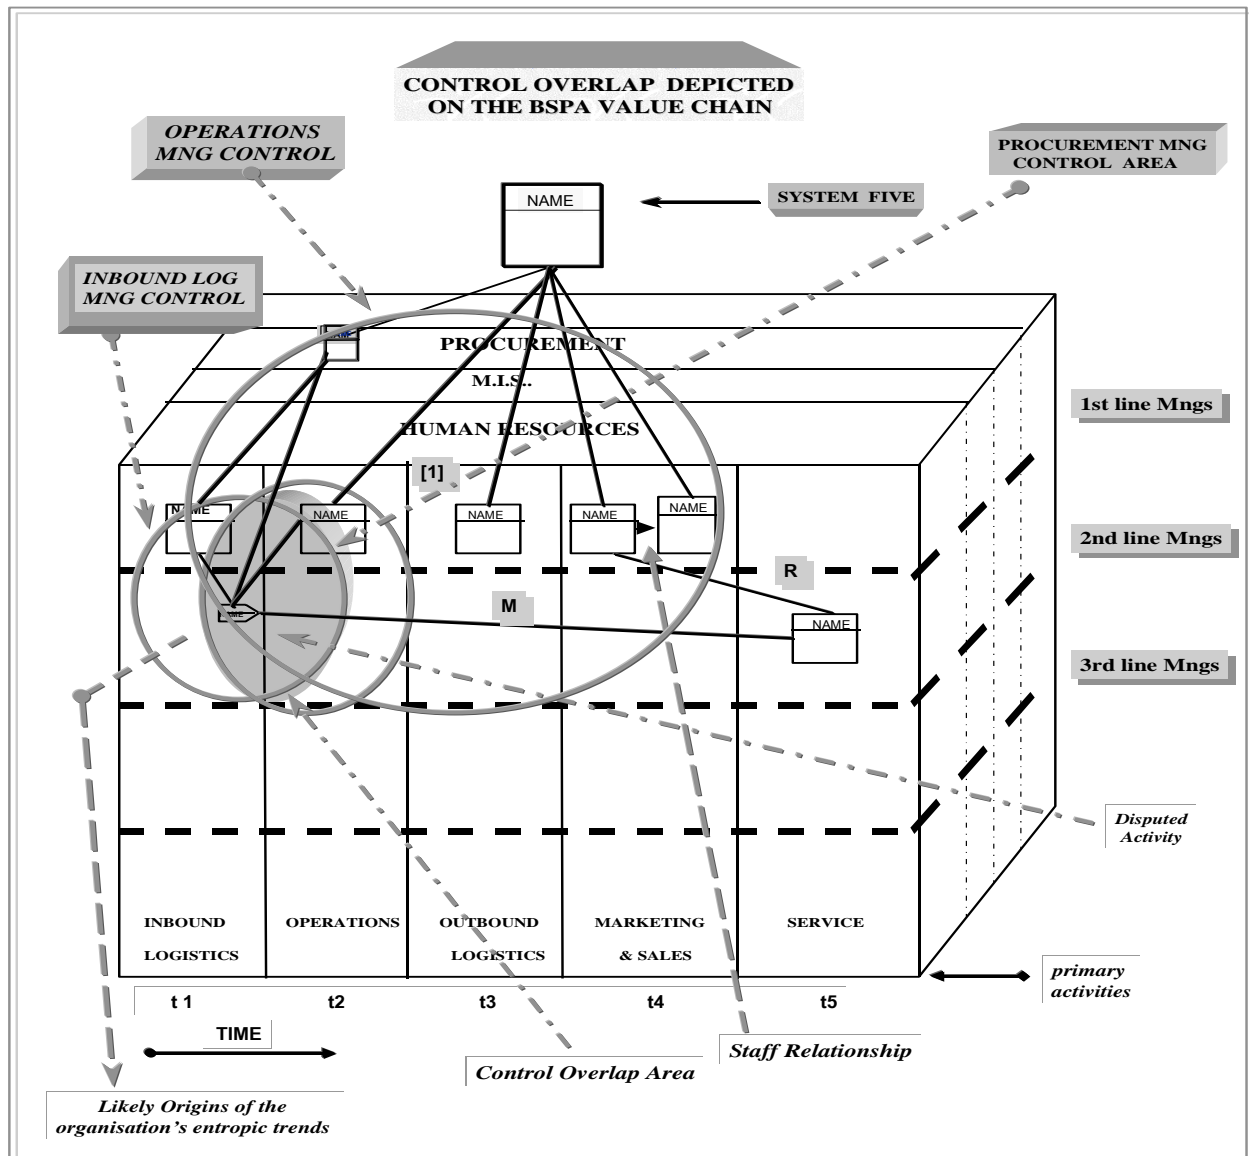 CONTROL OVERLAP DEPICTED
ON THE BSPA VALUE CHAIN
OPERATIONS
MNG CONTROL
PROCUREMENT MNG
CONTROL AREA
SYSTEM FIVE
NAME
INBOUND LOG
MNG CONTROL
NAME
PROCUREMENT
M.I.S..
HUMAN RESOURCES
1st line Mngs
[1]
NAME
NAME
NAME
NAME
NAME
2nd line Mngs
R
M
NAME
NAME
3rd line Mngs
Disputed
Activity
INBOUND
LOGISTICS
OPERATIONS
OUTBOUND
LOGISTICS
MARKETING
& SALES
SERVICE
primary
activities
t 1
t2
t3
t4
t5
TIME
Staff Relationship
Control Overlap Area
Likely Origins of the
organisation's entropic trends